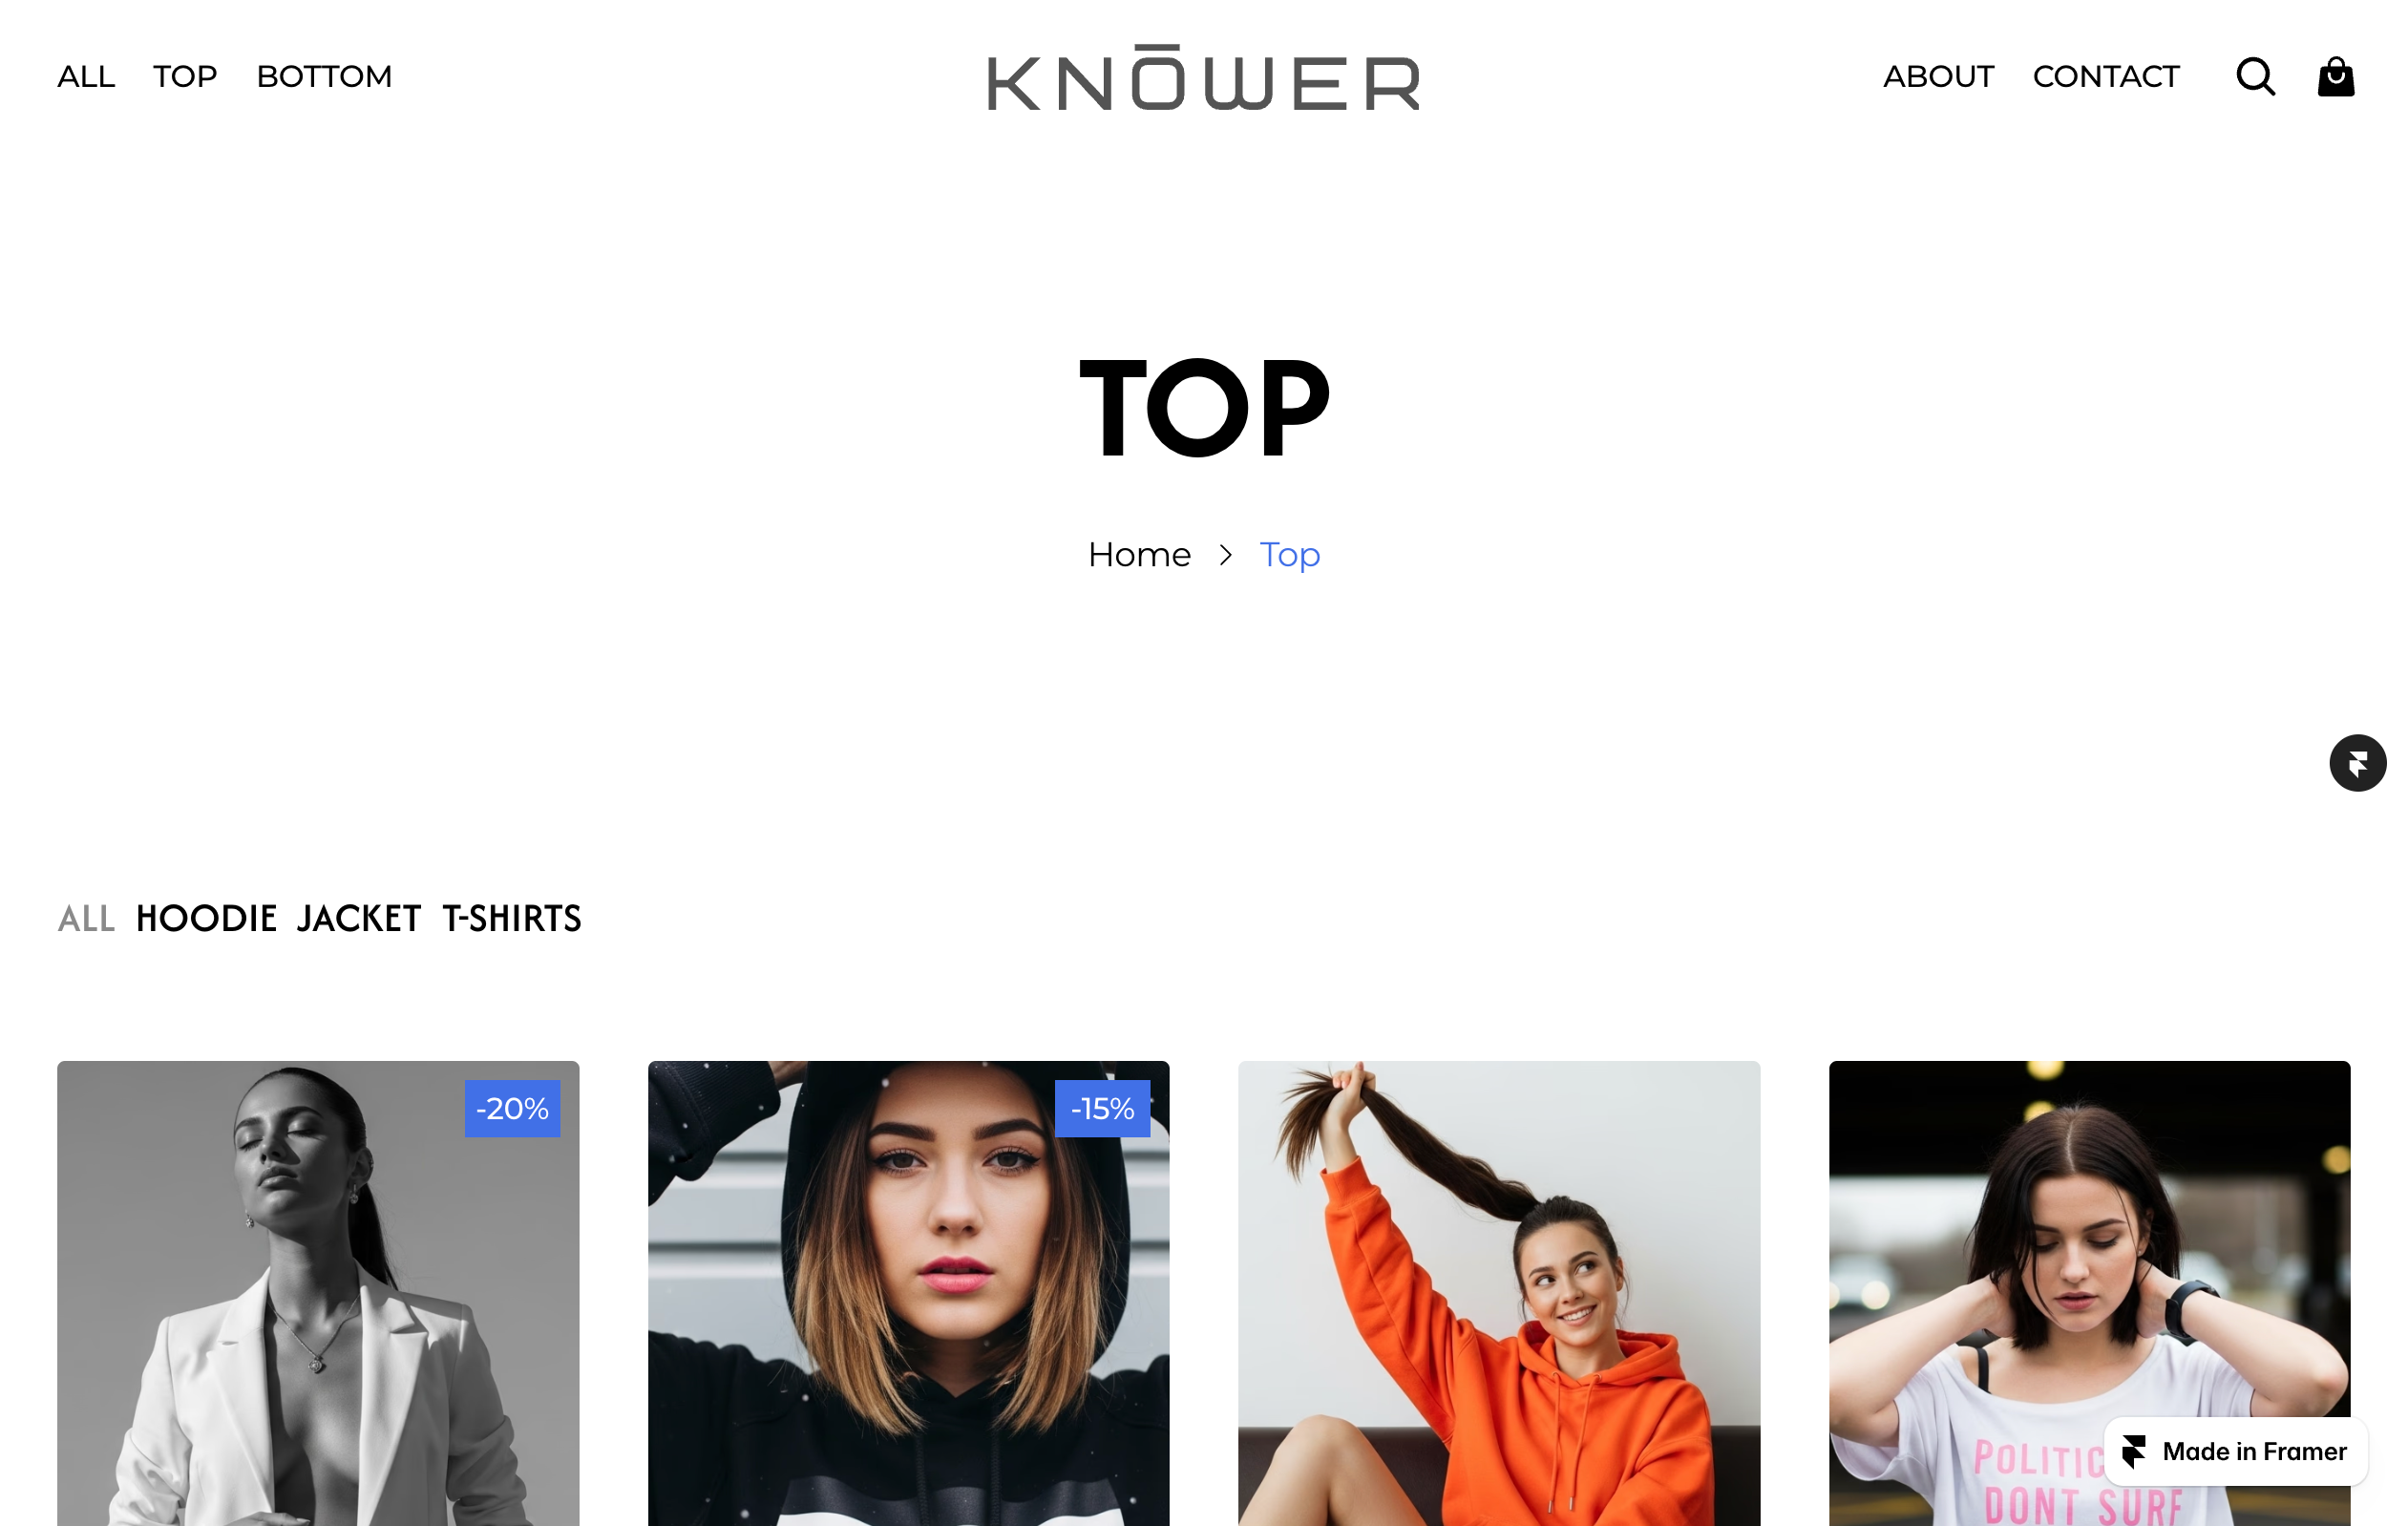 ALL TOP BOTTOM
KNŌWER
ABOUT CONTACT
TOP
Home > Top
ALL HOODIE JACKET T-SHIRTS
-20%
-15%
POLITIC
DONT SURF
Made in Framer